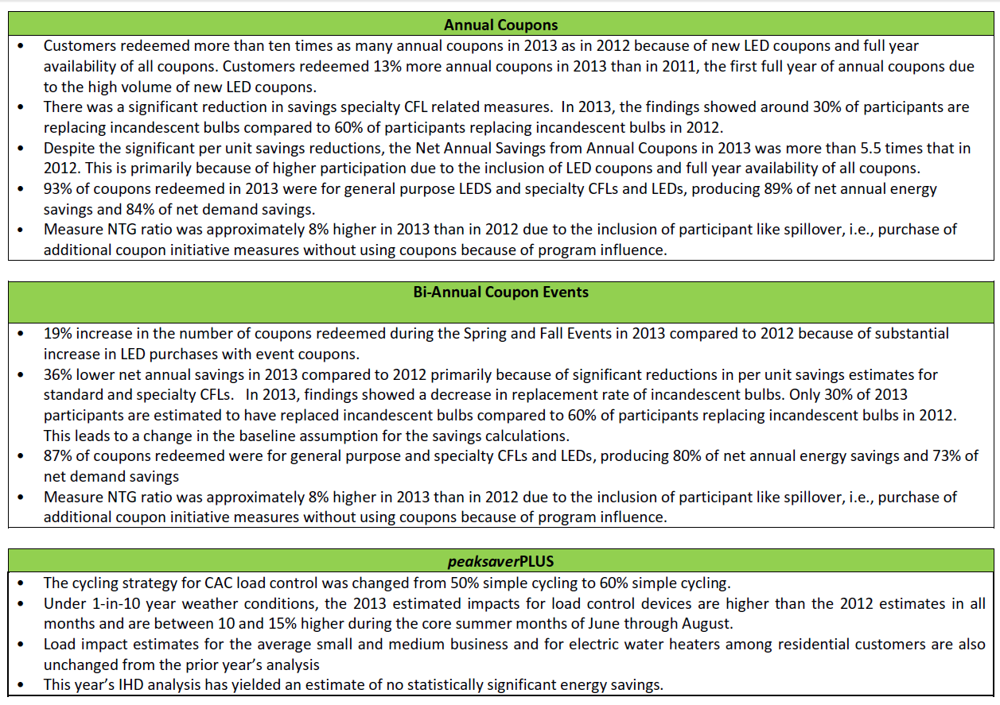 Annual Coupons
• Customers redeemed more than ten times as many annual coupons in 2013 as in 2012 because of new LED coupons and full year
availability of all coupons. Customers redeemed 13% more annual coupons in 2013 than in 2011, the first full year of annual coupons due
to the high volume of new LED coupons.
• There was a significant reduction in savings specialty CFL related measures.  In 2013, the findings showed around 30% of participants are
replacing incandescent bulbs compared to 60% of participants replacing incandescent bulbs in 2012.
• Despite the significant per unit savings reductions, the Net Annual Savings from Annual Coupons in 2013 was more than 5.5 times that in
2012. This is primarily because of higher participation due to the inclusion of LED coupons and full year availability of all coupons.
• 93% of coupons redeemed in 2013 were for general purpose LEDS and specialty CFLs and LEDs, producing 89% of net annual energy
savings and 84% of net demand savings.
• Measure NTG ratio was approximately 8% higher in 2013 than in 2012 due to the inclusion of participant like spillover, i.e., purchase of
additional coupon initiative measures without using coupons because of program influence.
Bi-Annual Coupon Events
• 19% increase in the number of coupons redeemed during the Spring and Fall Events in 2013 compared to 2012 because of substantial
increase in LED purchases with event coupons.
• 36% lower net annual savings in 2013 compared to 2012 primarily because of significant reductions in per unit savings estimates for
standard and specialty CFLs.   In 2013, findings showed a decrease in replacement rate of incandescent bulbs. Only 30% of 2013
participants are estimated to have replaced incandescent bulbs compared to 60% of participants replacing incandescent bulbs in 2012.
This leads to a change in the baseline assumption for the savings calculations.
• 87% of coupons redeemed were for general purpose and specialty CFLs and LEDs, producing 80% of net annual energy savings and 73% of
net demand savings
• Measure NTG ratio was approximately 8% higher in 2013 than in 2012 due to the inclusion of participant like spillover, i.e., purchase of
additional coupon initiative measures without using coupons because of program influence.
peaksaverPLUS
• The cycling strategy for CAC load control was changed from 50% simple cycling to 60% simple cycling.
• Under 1-in-10 year weather conditions, the 2013 estimated impacts for load control devices are higher than the 2012 estimates in all
months and are between 10 and 15% higher during the core summer months of June through August.
• Load impact estimates for the average small and medium business and for electric water heaters among residential customers are also
unchanged from the prior year's analysis
• This year's IHD analysis has yielded an estimate of no statistically significant energy savings.